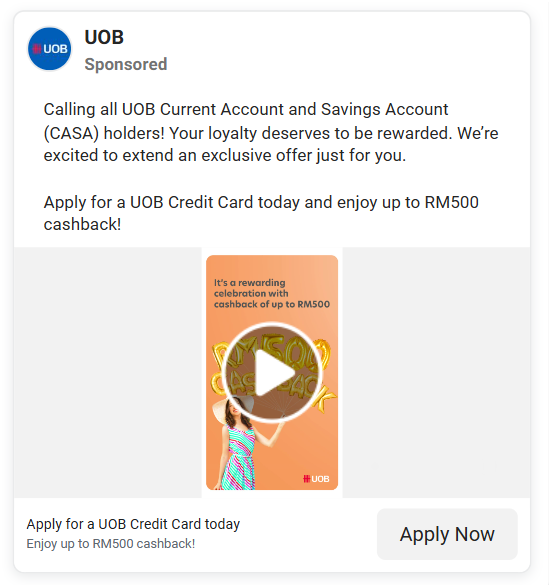 UOB
UOB
Sponsored
Calling all UOB Current Account and Savings Account
(CASA) holders! Your loyalty deserves to be rewarded. We’re
excited to extend an exclusive offer just for you.
Apply for a UOB Credit Card today and enjoy up to RM500
cashback!
It's a rewarding
celebration with
cashback of up to RM500
RM500
CASHBACK
UOB
Apply for a UOB Credit Card today
Enjoy up to RM500 cashback!
Apply Now